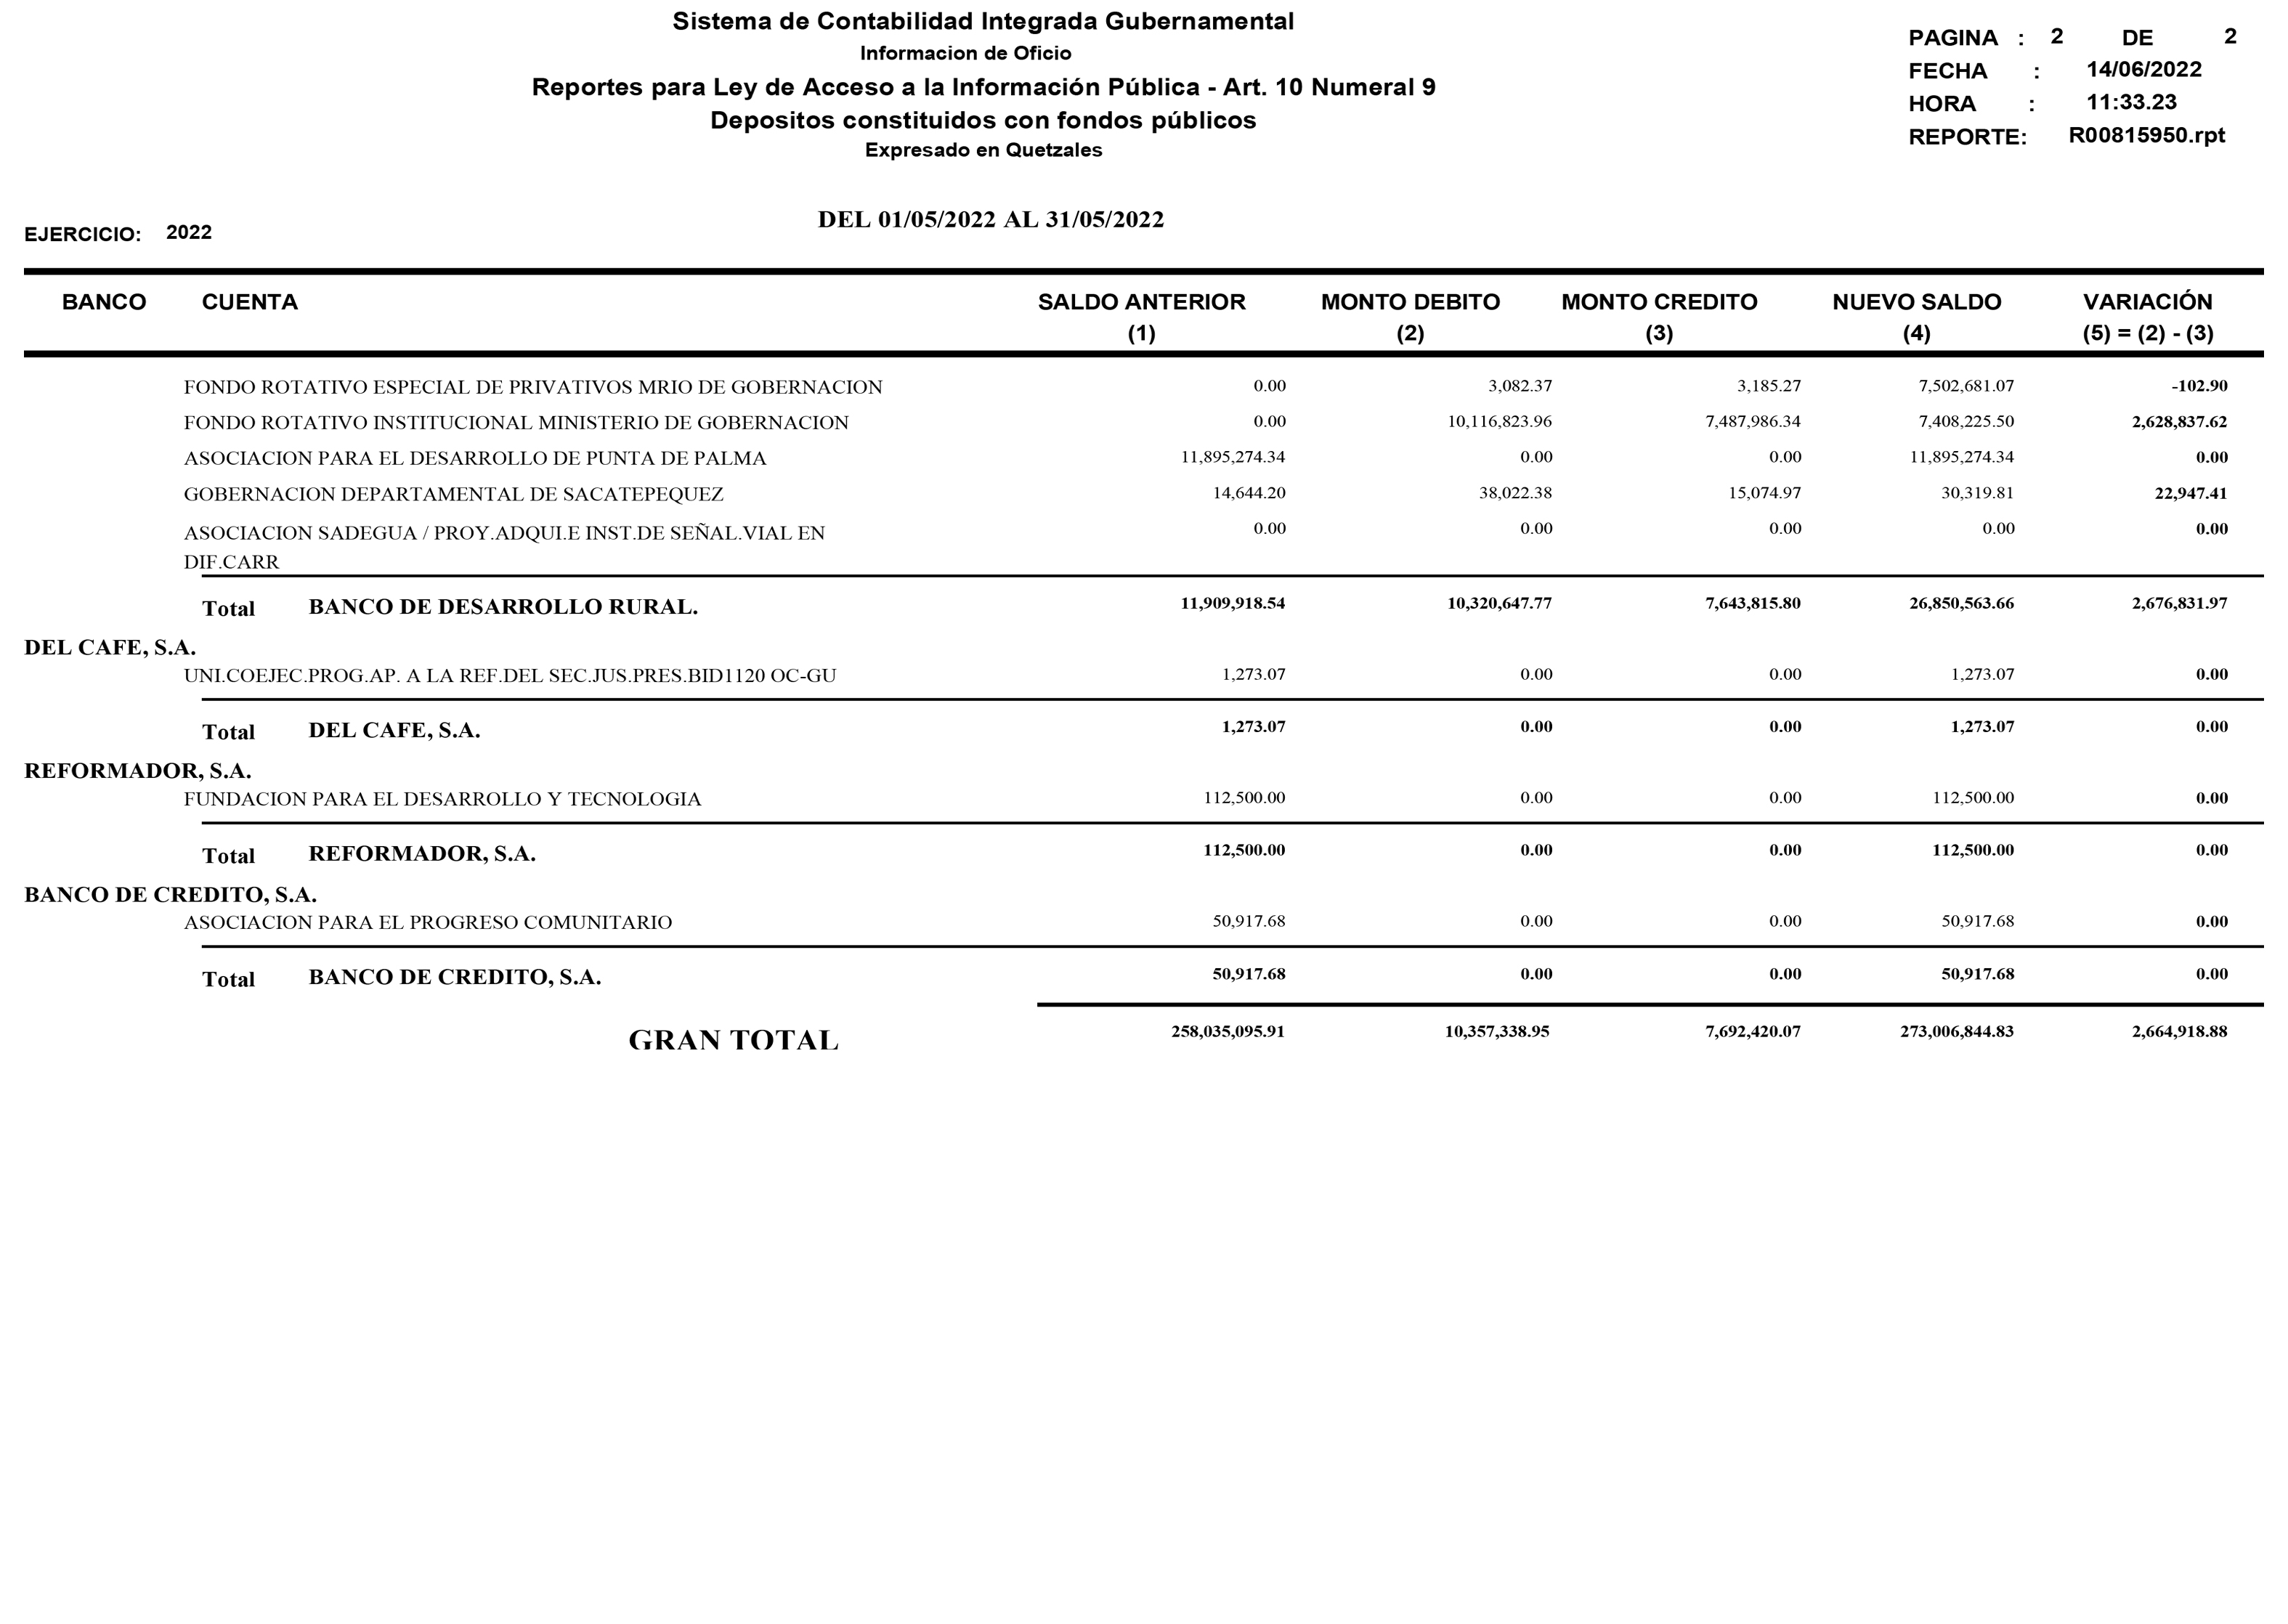 Sistema de Contabilidad Integrada Gubernamental
Informacion de Oficio
Reportes para Ley de Acceso a la Información Pública - Art. 10 Numeral 9
Depositos constituidos con fondos públicos
Expresado en Quetzales
PAGINA : 2 DE 2
FECHA : 14/06/2022
HORA : 11:33.23
REPORTE: R00815950.rpt
DEL 01/05/2022 AL 31/05/2022
EJERCICIO: 2022
BANCO CUENTA SALDO ANTERIOR MONTO DEBITO MONTO CREDITO NUEVO SALDO VARIACIÓN
(1) (2) (3) (4) (5) = (2) - (3)
FONDO ROTATIVO ESPECIAL DE PRIVATIVOS MRIO DE GOBERNACION 0.00 3,082.37 3,185.27 7,502,681.07 -102.90
FONDO ROTATIVO INSTITUCIONAL MINISTERIO DE GOBERNACION 0.00 10,116,823.96 7,487,986.34 7,408,225.50 2,628,837.62
ASOCIACION PARA EL DESARROLLO DE PUNTA DE PALMA 11,895,274.34 0.00 0.00 11,895,274.34 0.00
GOBERNACION DEPARTAMENTAL DE SACATEPEQUEZ 14,644.20 38,022.38 15,074.97 30,319.81 22,947.41
ASOCIACION SADEGUA / PROY.ADQUI.E INST.DE SEÑAL.VIAL EN 0.00 0.00 0.00 0.00 0.00
DIF.CARR
Total BANCO DE DESARROLLO RURAL. 11,909,918.54 10,320,647.77 7,643,815.80 26,850,563.66 2,676,831.97
DEL CAFE, S.A.
UNI.COEJEC.PROG.AP. A LA REF.DEL SEC.JUS.PRES.BID1120 OC-GU 1,273.07 0.00 0.00 1,273.07 0.00
Total DEL CAFE, S.A. 1,273.07 0.00 0.00 1,273.07 0.00
REFORMADOR, S.A.
FUNDACION PARA EL DESARROLLO Y TECNOLOGIA 112,500.00 0.00 0.00 112,500.00 0.00
Total REFORMADOR, S.A. 112,500.00 0.00 0.00 112,500.00 0.00
BANCO DE CREDITO, S.A.
ASOCIACION PARA EL PROGRESO COMUNITARIO 50,917.68 0.00 0.00 50,917.68 0.00
Total BANCO DE CREDITO, S.A. 50,917.68 0.00 0.00 50,917.68 0.00
GRAN TOTAL 258,035,095.91 10,357,338.95 7,692,420.07 273,006,844.83 2,664,918.88